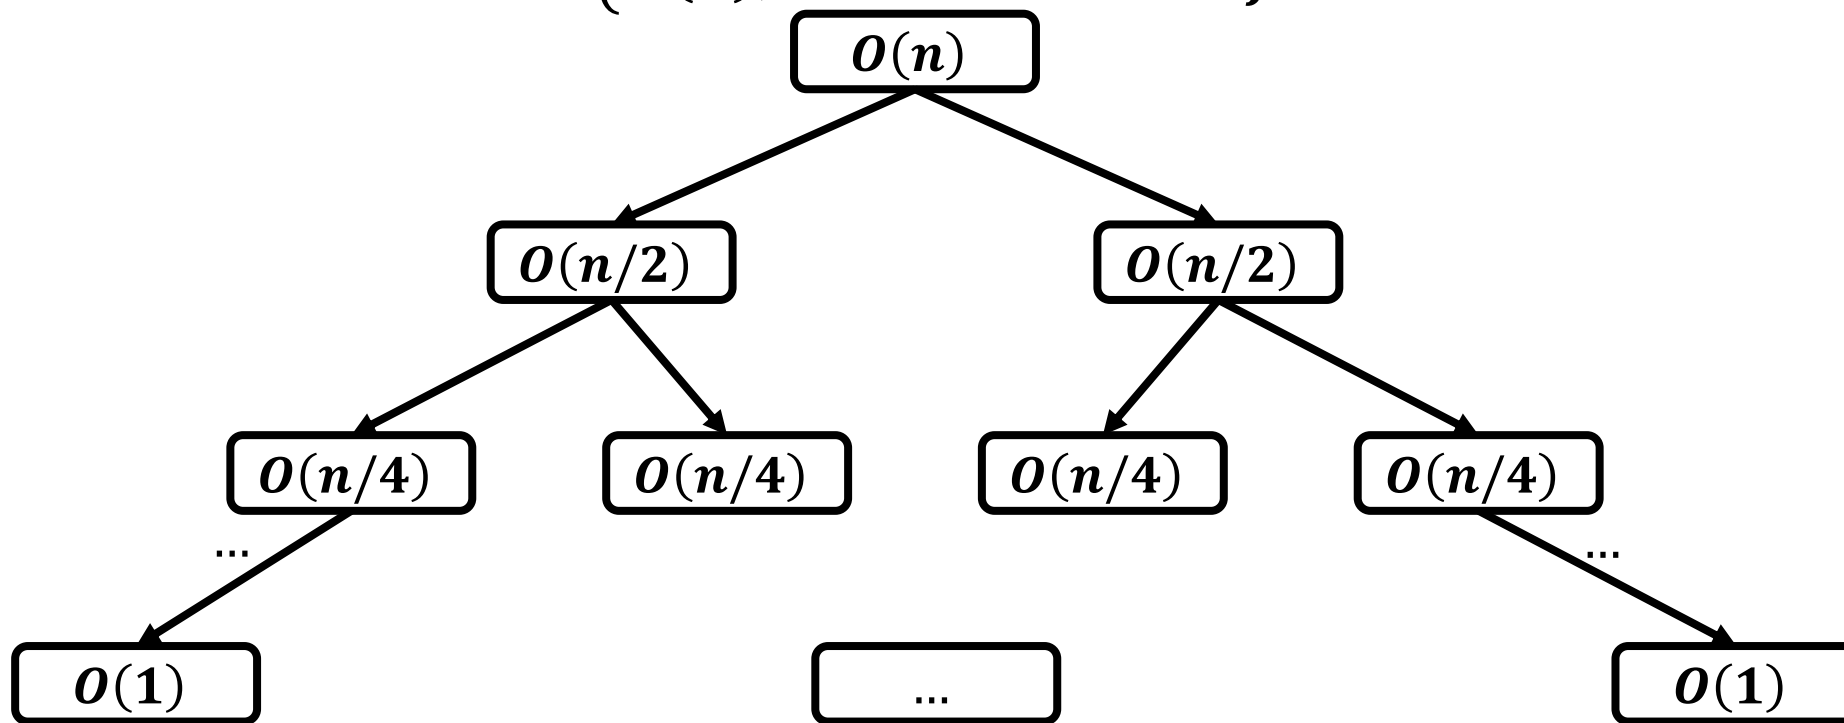 O(n)
O(n/2) O(n/2)
O(n/4) O(n/4) O(n/4) O(n/4)
... ...
O(1) ... O(1)